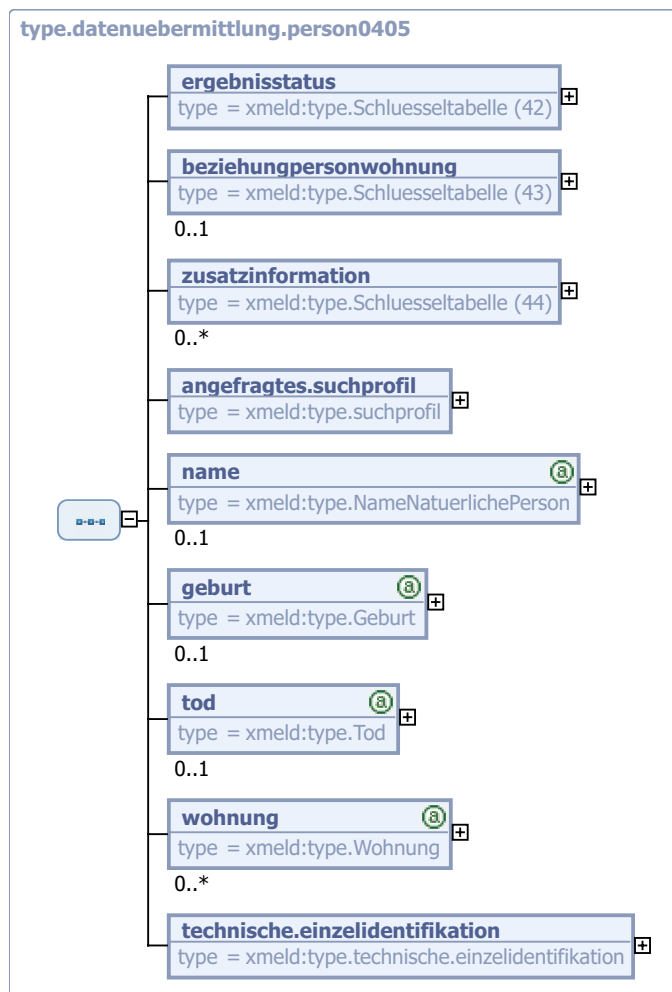 type.datenuebermittlung.person0405
ergebnisstatus
type = xmeld:type.Schluesseltabelle (42)
beziehungpersonwohnung
type = xmeld:type.Schluesseltabelle (43)
0..1
zusatzinformation
type = xmeld:type.Schluesseltabelle (44)
0..*
angefragtes.suchprofil
type = xmeld:type.suchprofil
name a
type = xmeld:type.NameNatuerlichePerson
0..1
geburt a
type = xmeld:type.Geburt
0..1
tod a
type = xmeld:type.Tod
0..1
wohnung a
type = xmeld:type.Wohnung
0..*
technische.einzelidentifikation
type = xmeld:type.technische.einzelidentifikation